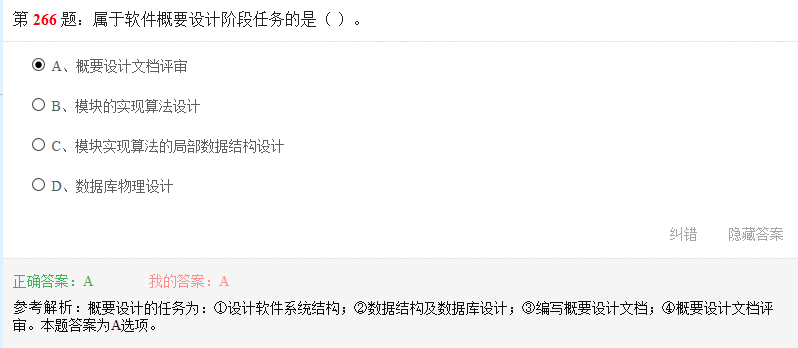 第 266 题：属于软件概要设计阶段任务的是（ ）。
A、概要设计文档评审
B、模块的实现算法设计
C、模块实现算法的局部数据结构设计
D、数据库物理设计
纠错 隐藏答案
正确答案：A 我的答案：A
参考解析：概要设计的任务为：①设计软件系统结构；②数据结构及数据库设计；③编写概要设计文档；④概要设计文档评
审。本题答案为A选项。